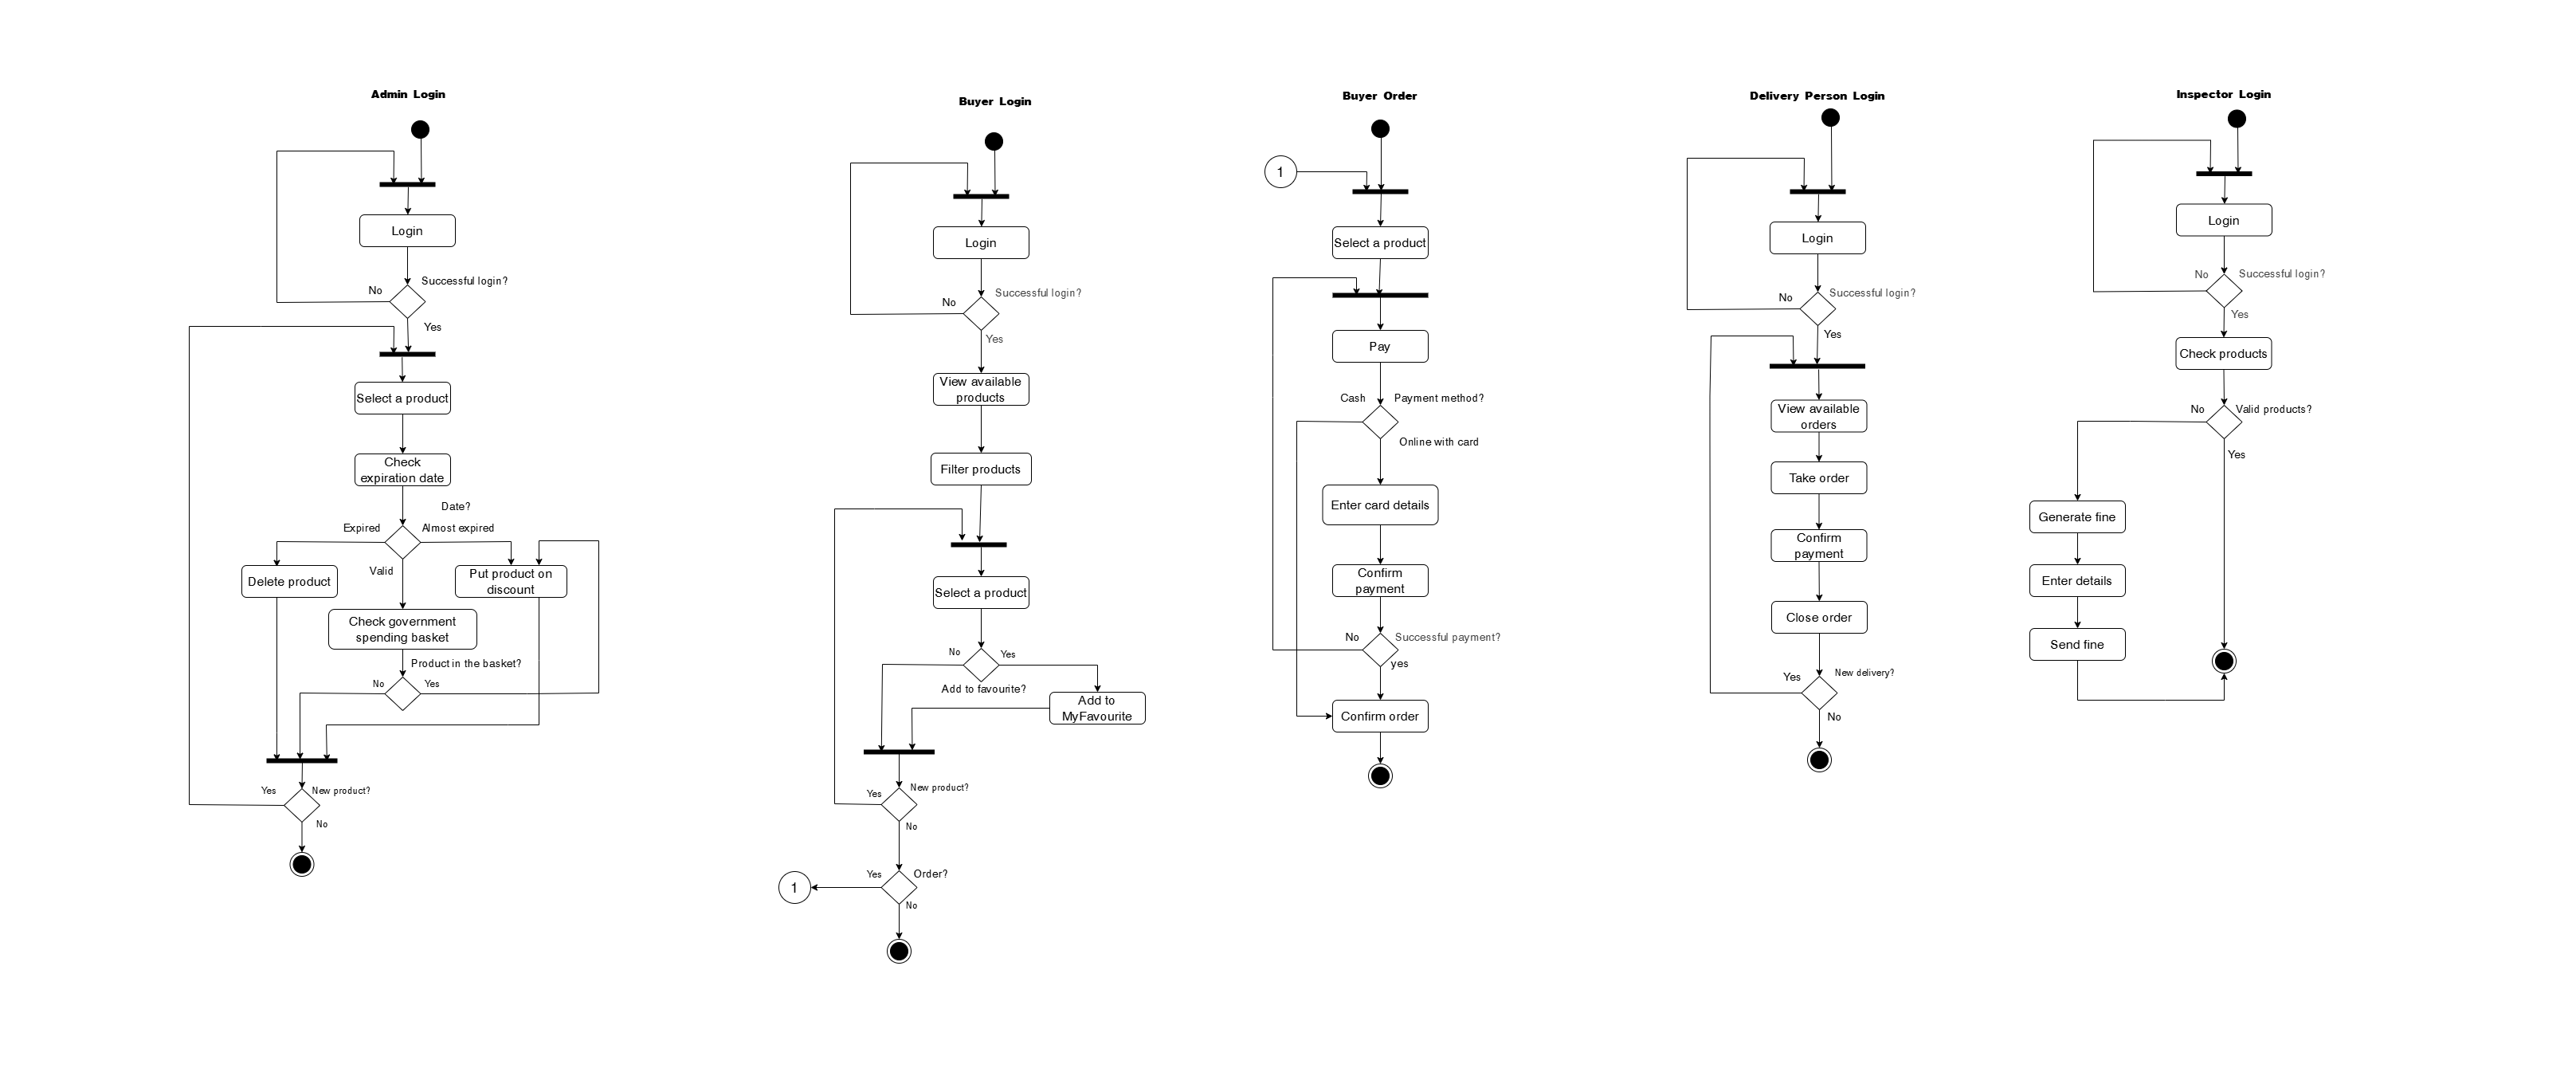 Admin Login
Login
Successful login?
No
Yes
Select a product
Check
expiration date
Date?
Expired
Almost expired
Valid
Delete product
Put product on
discount
Check government
spending basket
Product in the basket?
No
Yes
Yes
New product?
No
Buyer Login
Login
Successful login?
No
Yes
View available
products
Filter products
Select a product
No
Yes
Add to favourite?
Add to
MyFavourite
New product?
Yes
No
Order?
Yes
1
No
Buyer Order
1
Select a product
Pay
Cash
Payment method?
Online with card
Enter card details
Confirm
payment
No
Successful payment?
yes
Confirm order
Delivery Person Login
Login
Successful login?
No
Yes
View available
orders
Take order
Confirm
payment
Close order
Yes
New delivery?
No
Inspector Login
Login
No
Successful login?
Yes
Check products
No
Valid products?
Yes
Generate fine
Enter details
Send fine